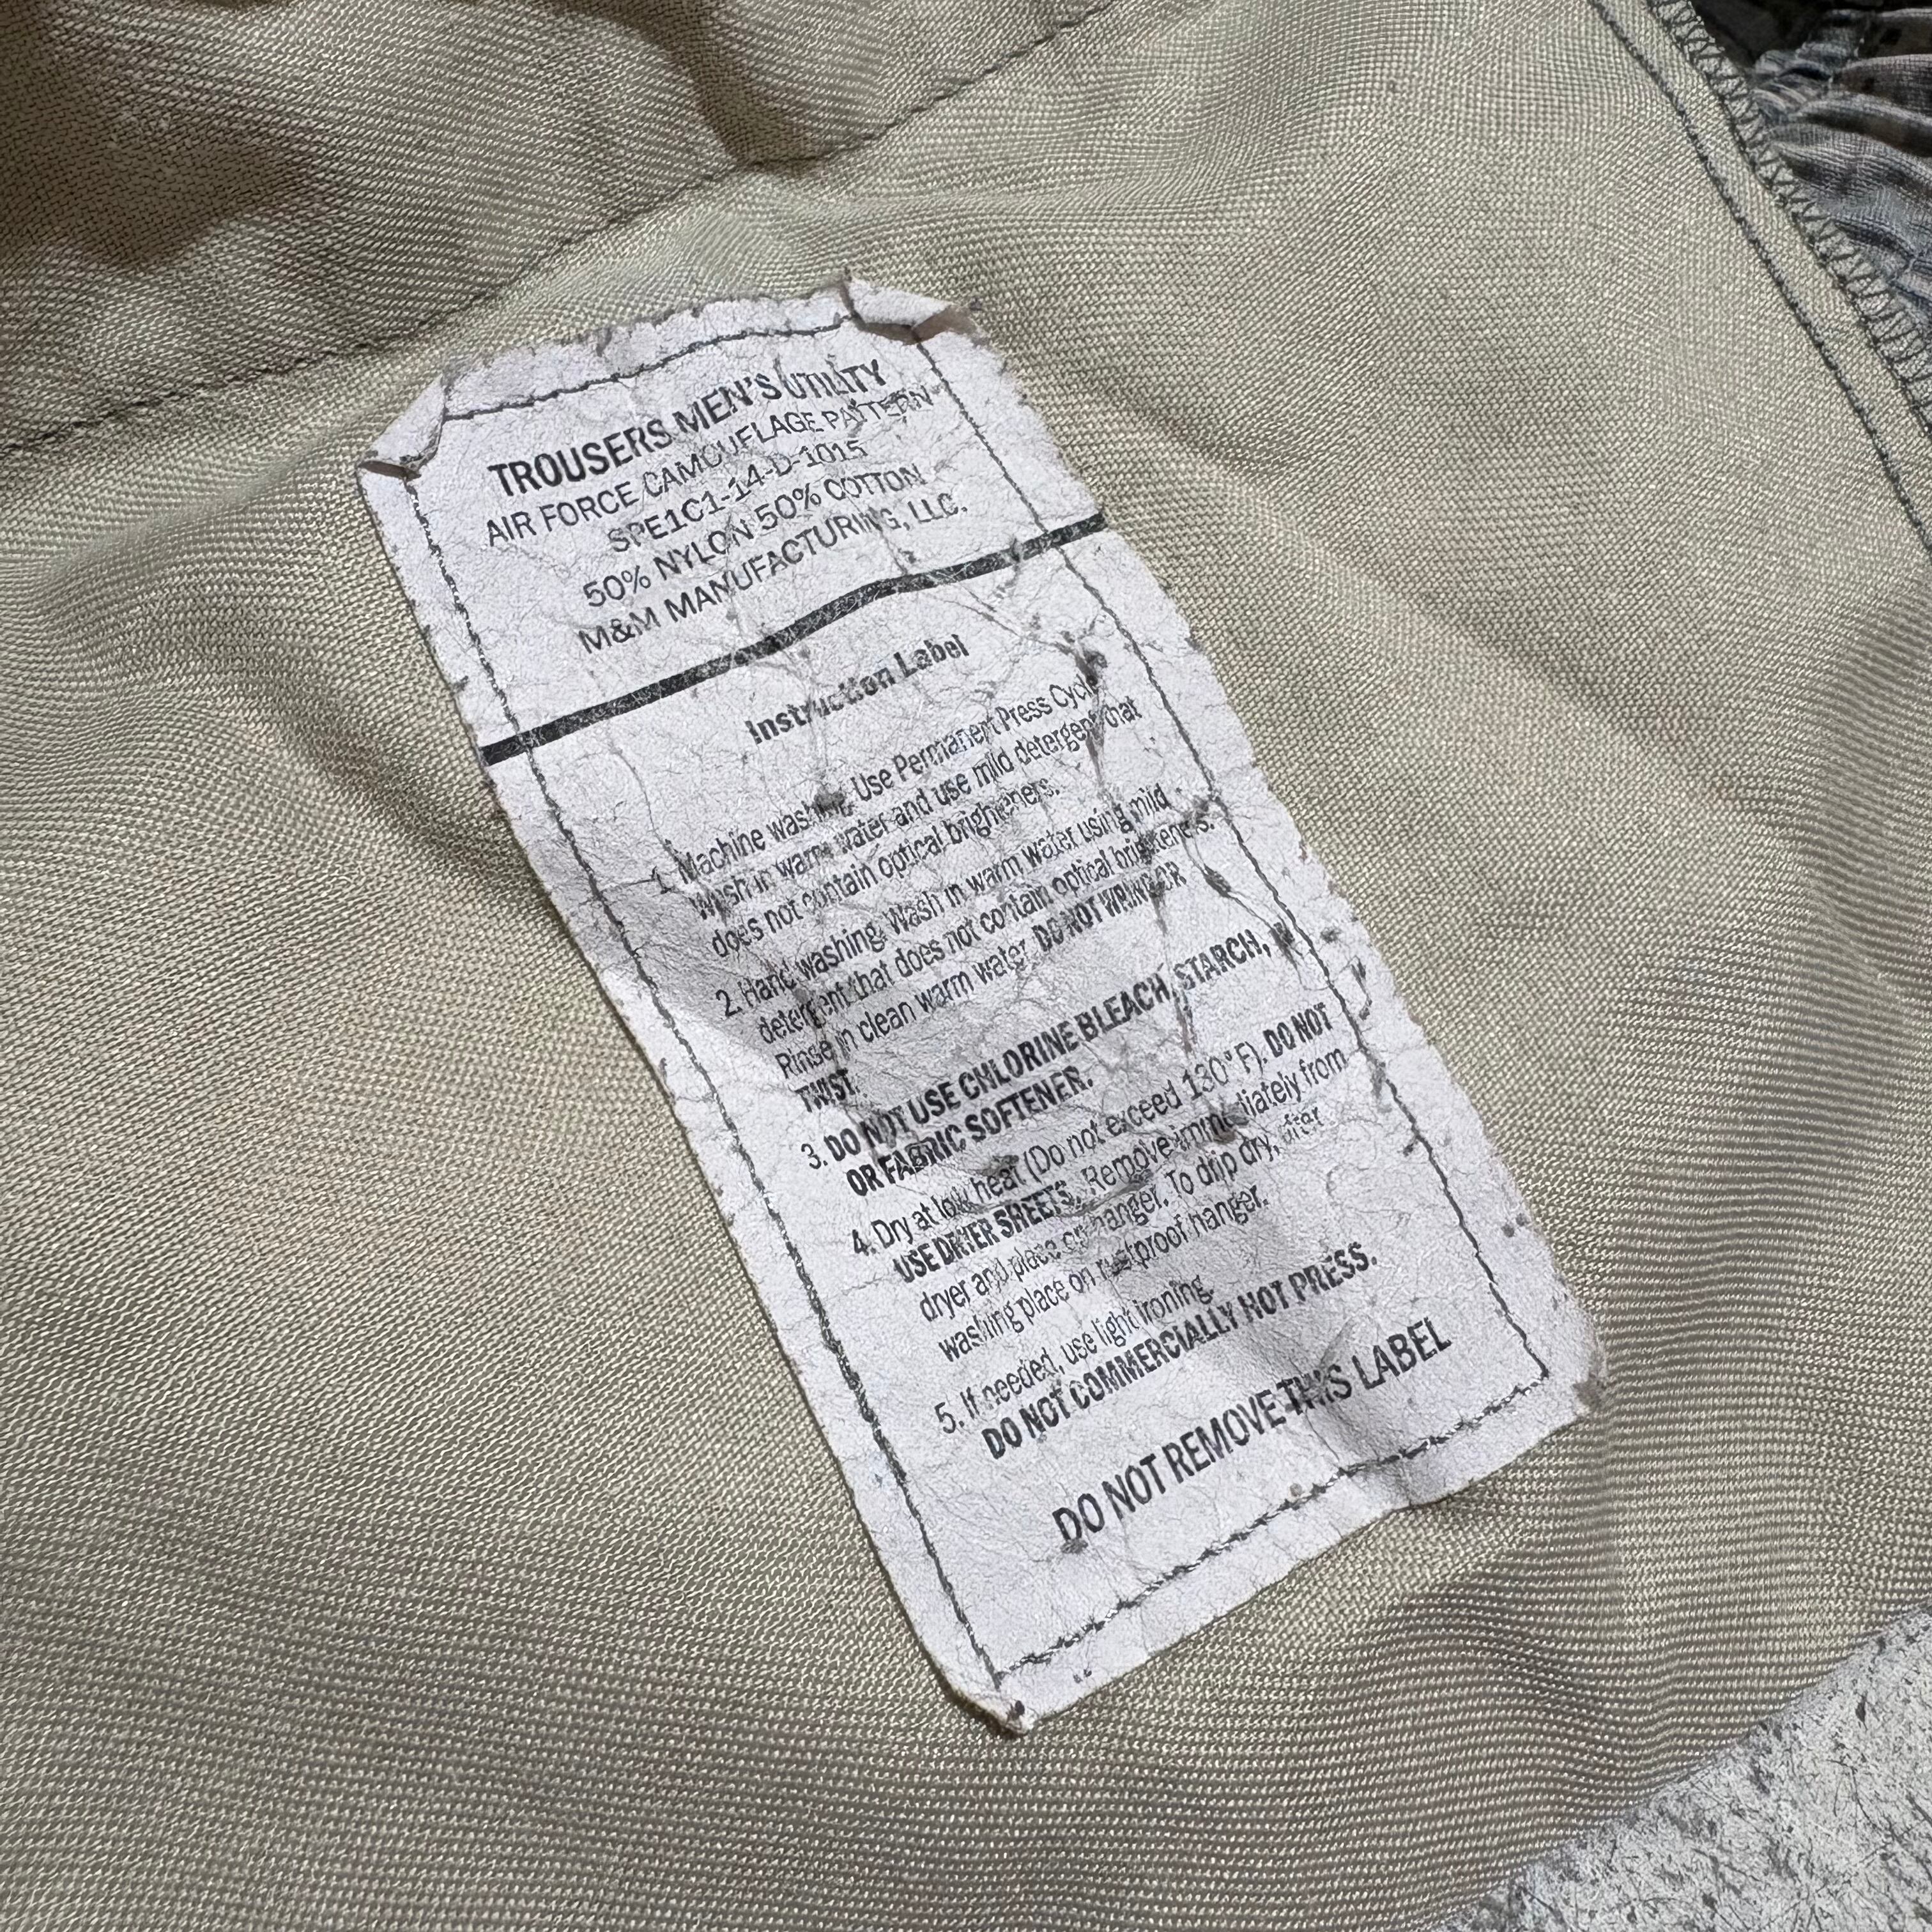 TROUSERS MEN'S UTILITY
AIR FORCE CAMOUFLAGE PATTERN
SPE1C1-14-D-1015
50% NYLON 50% COTTON
M&M MANUFACTURING, LLC.
Instruction Label
1. Machine washing. Use Permanent Press Cycle.
Wash in warm water and use mild detergent that
does not contain optical brighteners.
2. Hand washing. Wash in warm water using mild
detergent that does not contain optical brighteners.
Rinse in clean warm water. DO NOT WRING OR
TWIST.
3. DO NOT USE CHLORINE BLEACH, STARCH,
OR FABRIC SOFTENER.
4. Dry at low heat (Do not exceed 130°F). DO NOT
USE DRYER SHEETS. Remove immediately from
dryer and place on hanger. To drip dry, after
washing place on rustproof hanger.
5. If needed, use light ironing.
DO NOT COMMERCIALLY HOT PRESS.
DO NOT REMOVE THIS LABEL